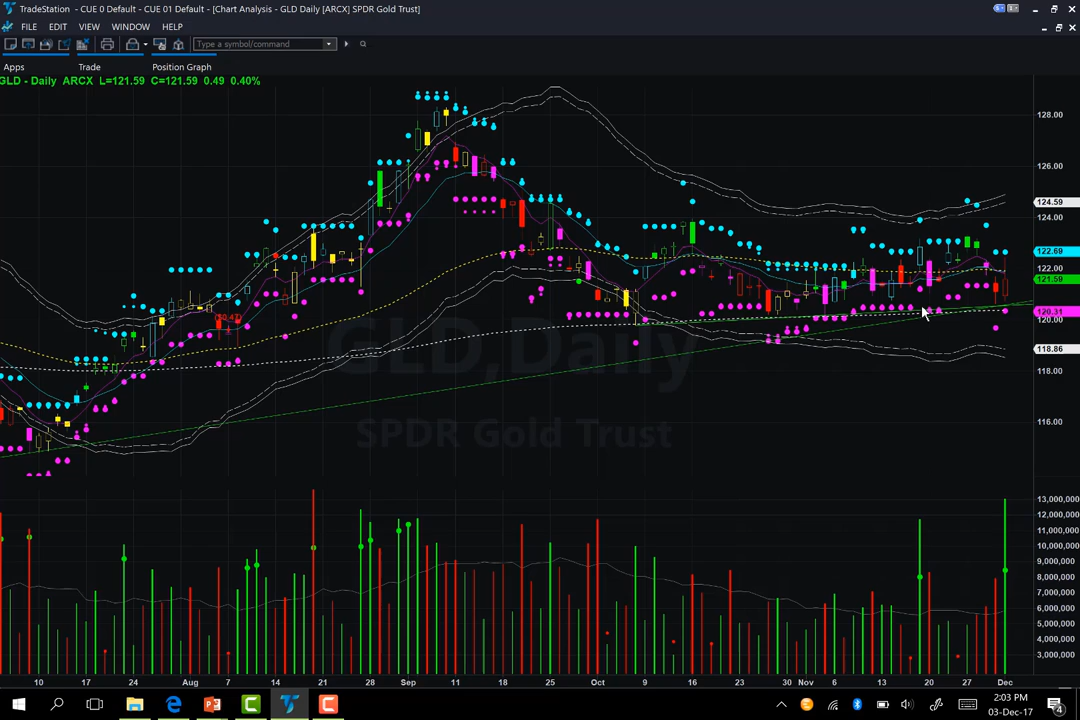 TradeStation - CUE 0 Default - CUE 01 Default - [Chart Analysis - GLD Daily [ARCX] SPDR Gold Trust]
FILE EDIT VIEW WINDOW HELP
Type a symbol/command
Apps Trade Position Graph
GLD - Daily ARCX L=121.59 C=121.59 0.49 0.40%
128.00
126.00
124.59
124.00
122.69
122.00
121.59
120.31
120.00
118.86
118.00
116.00
GLD,Daily
SPDR Gold Trust
13,000,000
11,000,000
10,000,000
9,000,000
8,000,000
7,000,000
6,000,000
5,000,000
4,000,000
3,000,000
10 17 24 Aug 7 14 21 28 Sep 11 18 25 Oct 9 16 23 30 Nov 6 13 20 27 Dec
2:03 PM
03-Dec-17
4